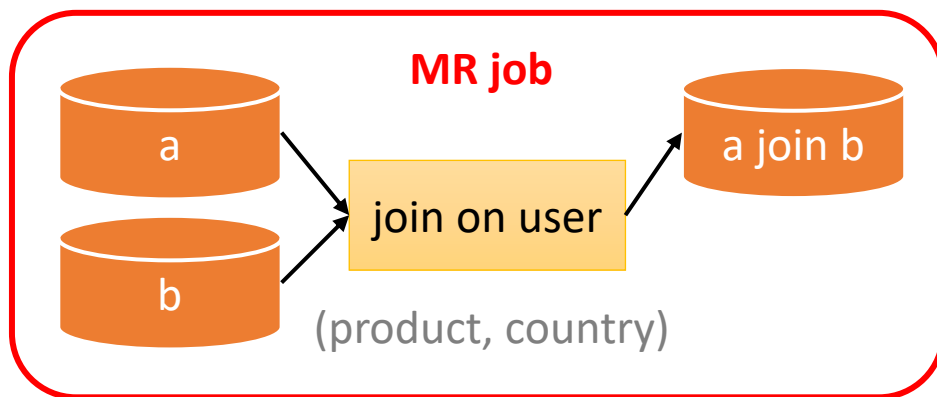 MR job
a
a join b
join on user
b
(product, country)